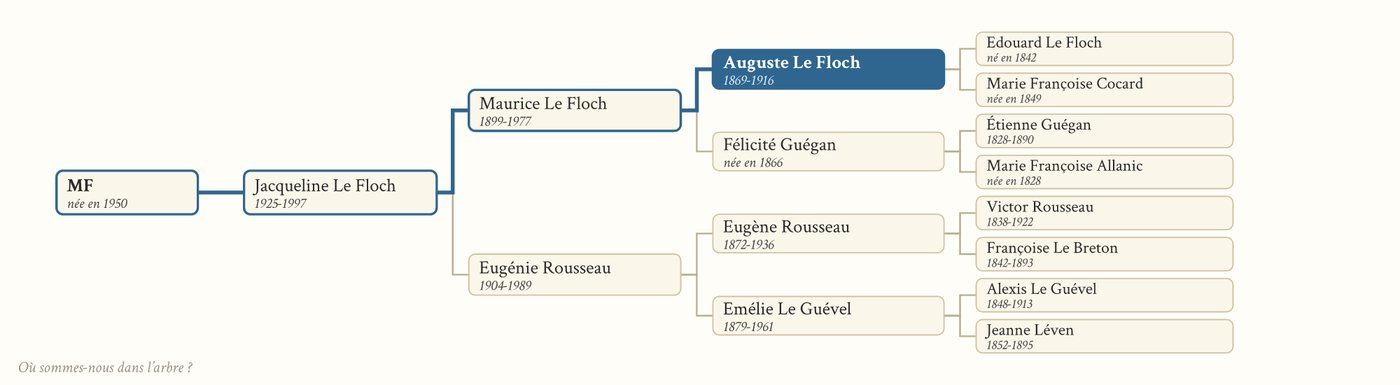 MF
née en 1950
Jacqueline Le Floch
1925-1997
Maurice Le Floch
1899-1977
Eugénie Rousseau
1904-1989
Auguste Le Floch
1869-1916
Félicité Guégan
née en 1866
Eugène Rousseau
1872-1936
Emélie Le Guével
1879-1961
Edouard Le Floch
né en 1842
Marie Françoise Cocard
née en 1849
Étienne Guégan
1828-1890
Marie Françoise Allanic
née en 1828
Victor Rousseau
1838-1922
Françoise Le Breton
1842-1893
Alexis Le Guével
1848-1913
Jeanne Léven
1852-1895
Où sommes-nous dans l'arbre ?